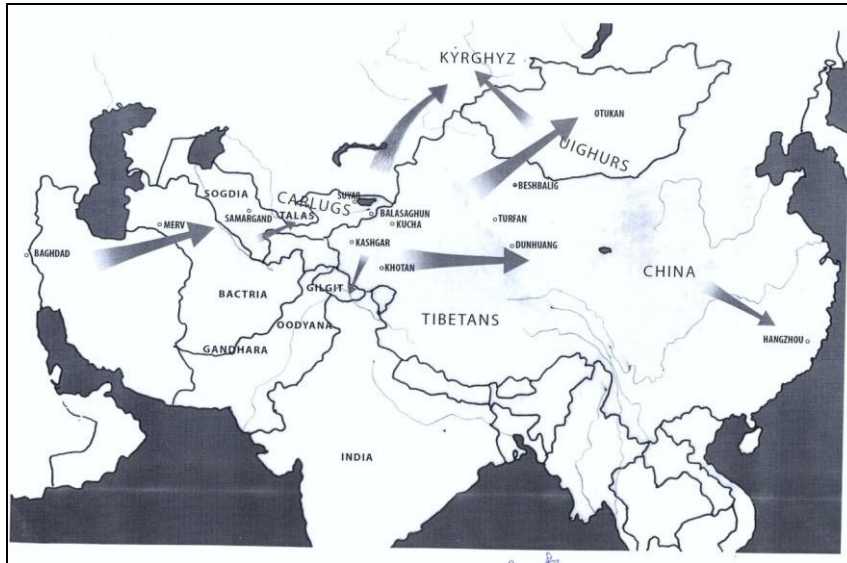 KYRGHYZ
OTUKAN
UIGHURS
BESHBALIG
SOGDIA
CARLUGS
SUYAB
SAMARGAND
TALAS
BALASAGHUN
KUCHA
TURFAN
MERV
KASHGAR
DUNHUANG
BAGHDAD
KHOTAN
CHINA
BACTRIA
GILGIT
OODYANA
TIBETANS
GANDHARA
HANGZHOU
INDIA